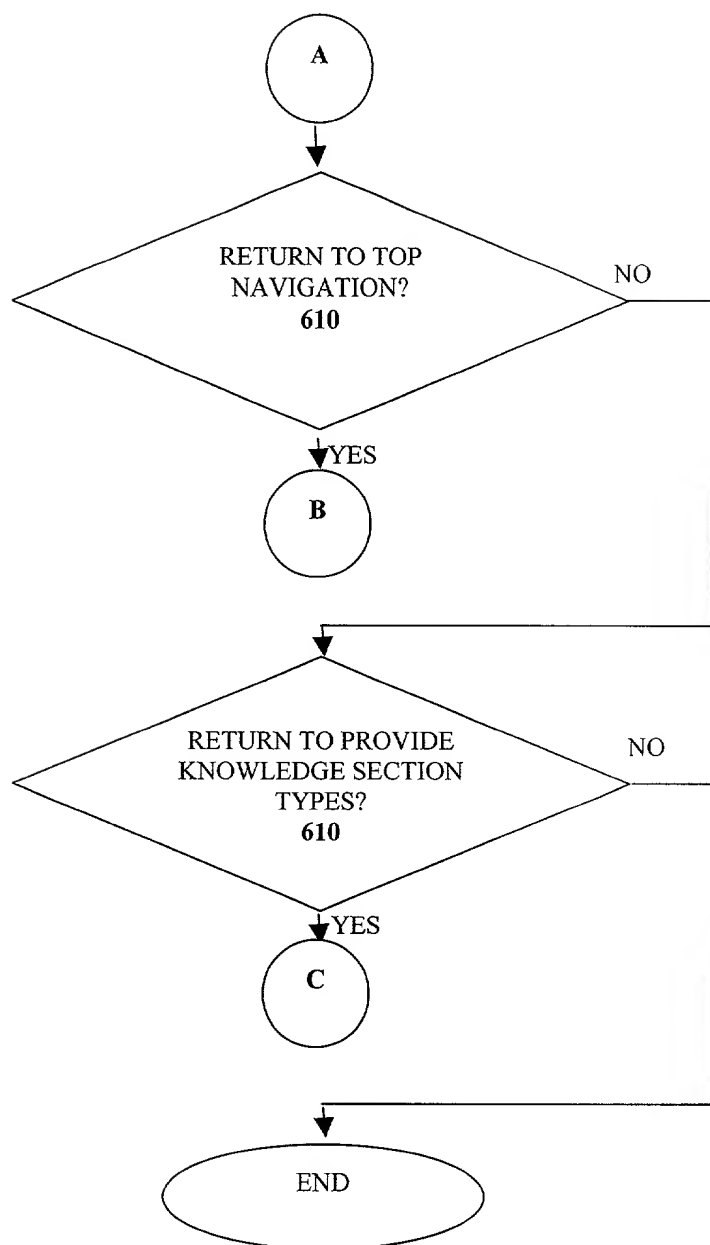 A
RETURN TO TOP
NAVIGATION?
610
NO
YES
B
RETURN TO PROVIDE
KNOWLEDGE SECTION
TYPES?
610
NO
YES
C
END